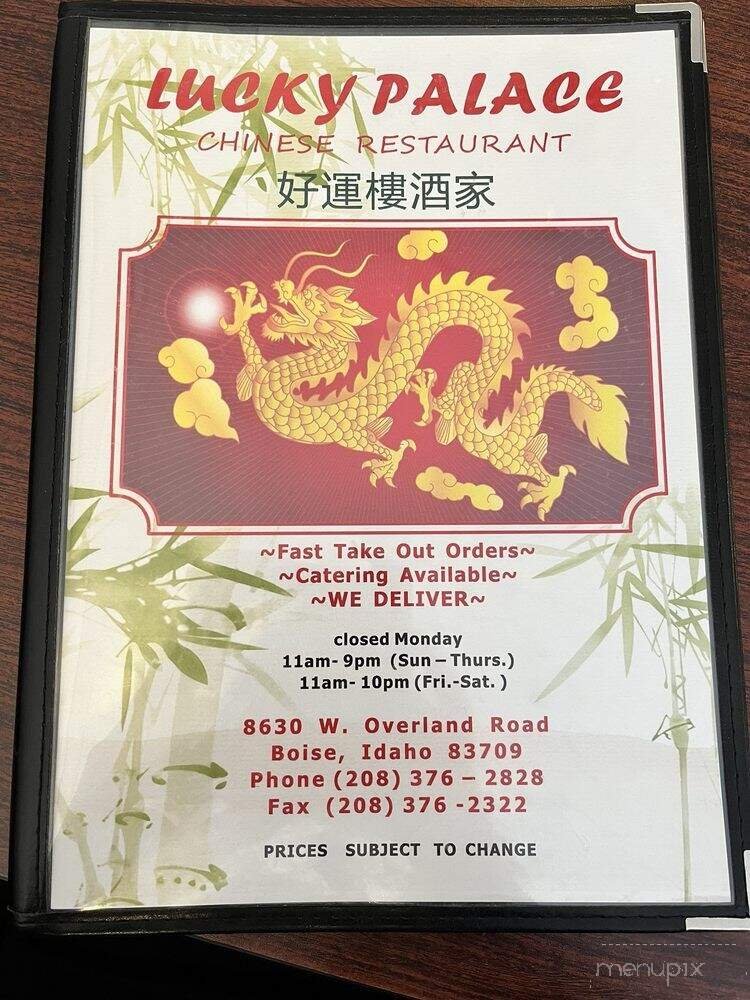 LUCKY PALACE
CHINESE RESTAURANT
好運樓酒家
~Fast Take Out Orders~
~Catering Available~
~WE DELIVER~
closed Monday
11am- 9pm (Sun – Thurs.)
11am- 10pm (Fri.-Sat. )
8630 W. Overland Road
Boise, Idaho 83709
Phone (208) 376 – 2828
Fax (208) 376 -2322
PRICES SUBJECT TO CHANGE
menupix